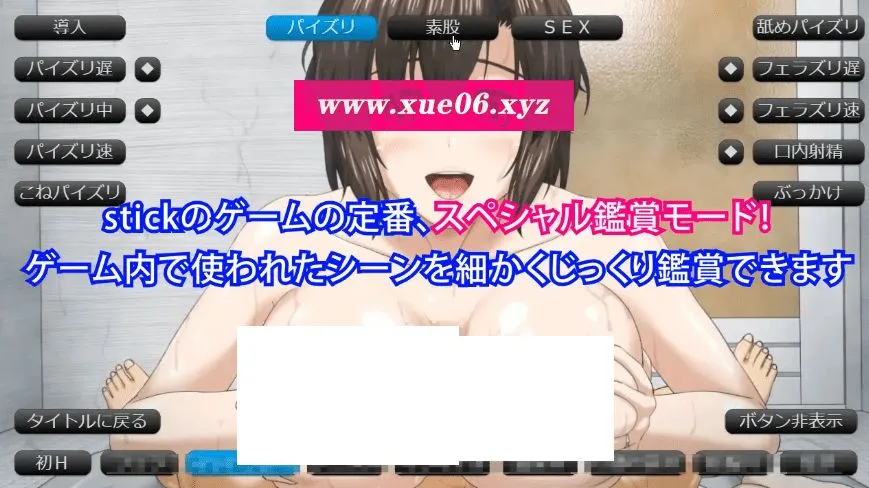 導入
パイズリ
素股
ＳＥＸ
舐めパイズリ
パイズリ遅
フェラズリ遅
パイズリ中
フェラズリ速
www.xue06.xyz
パイズリ速
口内射精
こねパイズリ
ぶっかけ
stickのゲームの定番、スペシャル鑑賞モード!
ゲーム内で使われたシーンを細かくじっくり鑑賞できます
タイトルに戻る
ボタン非表示
初Ｈ